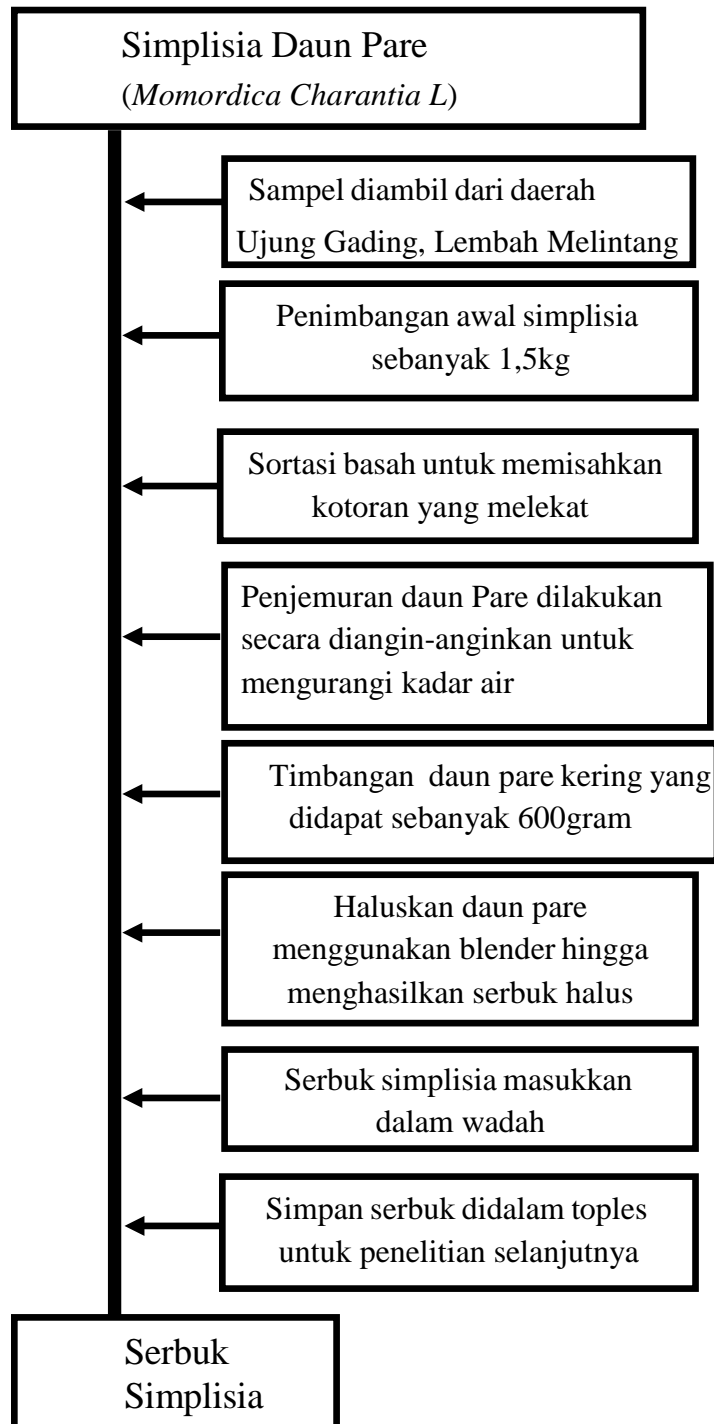 Simplisia Daun Pare
(Momordica Charantia L)
Sampel diambil dari daerah
Ujung Gading, Lembah Melintang
Penimbangan awal simplisia
sebanyak 1,5kg
Sortasi basah untuk memisahkan
kotoran yang melekat
Penjemuran daun Pare dilakukan
secara diangin-anginkan untuk
mengurangi kadar air
Timbangan daun pare kering yang
didapat sebanyak 600gram
Haluskan daun pare
menggunakan blender hingga
menghasilkan serbuk halus
Serbuk simplisia masukkan
dalam wadah
Simpan serbuk didalam toples
untuk penelitian selanjutnya
Serbuk
Simplisia